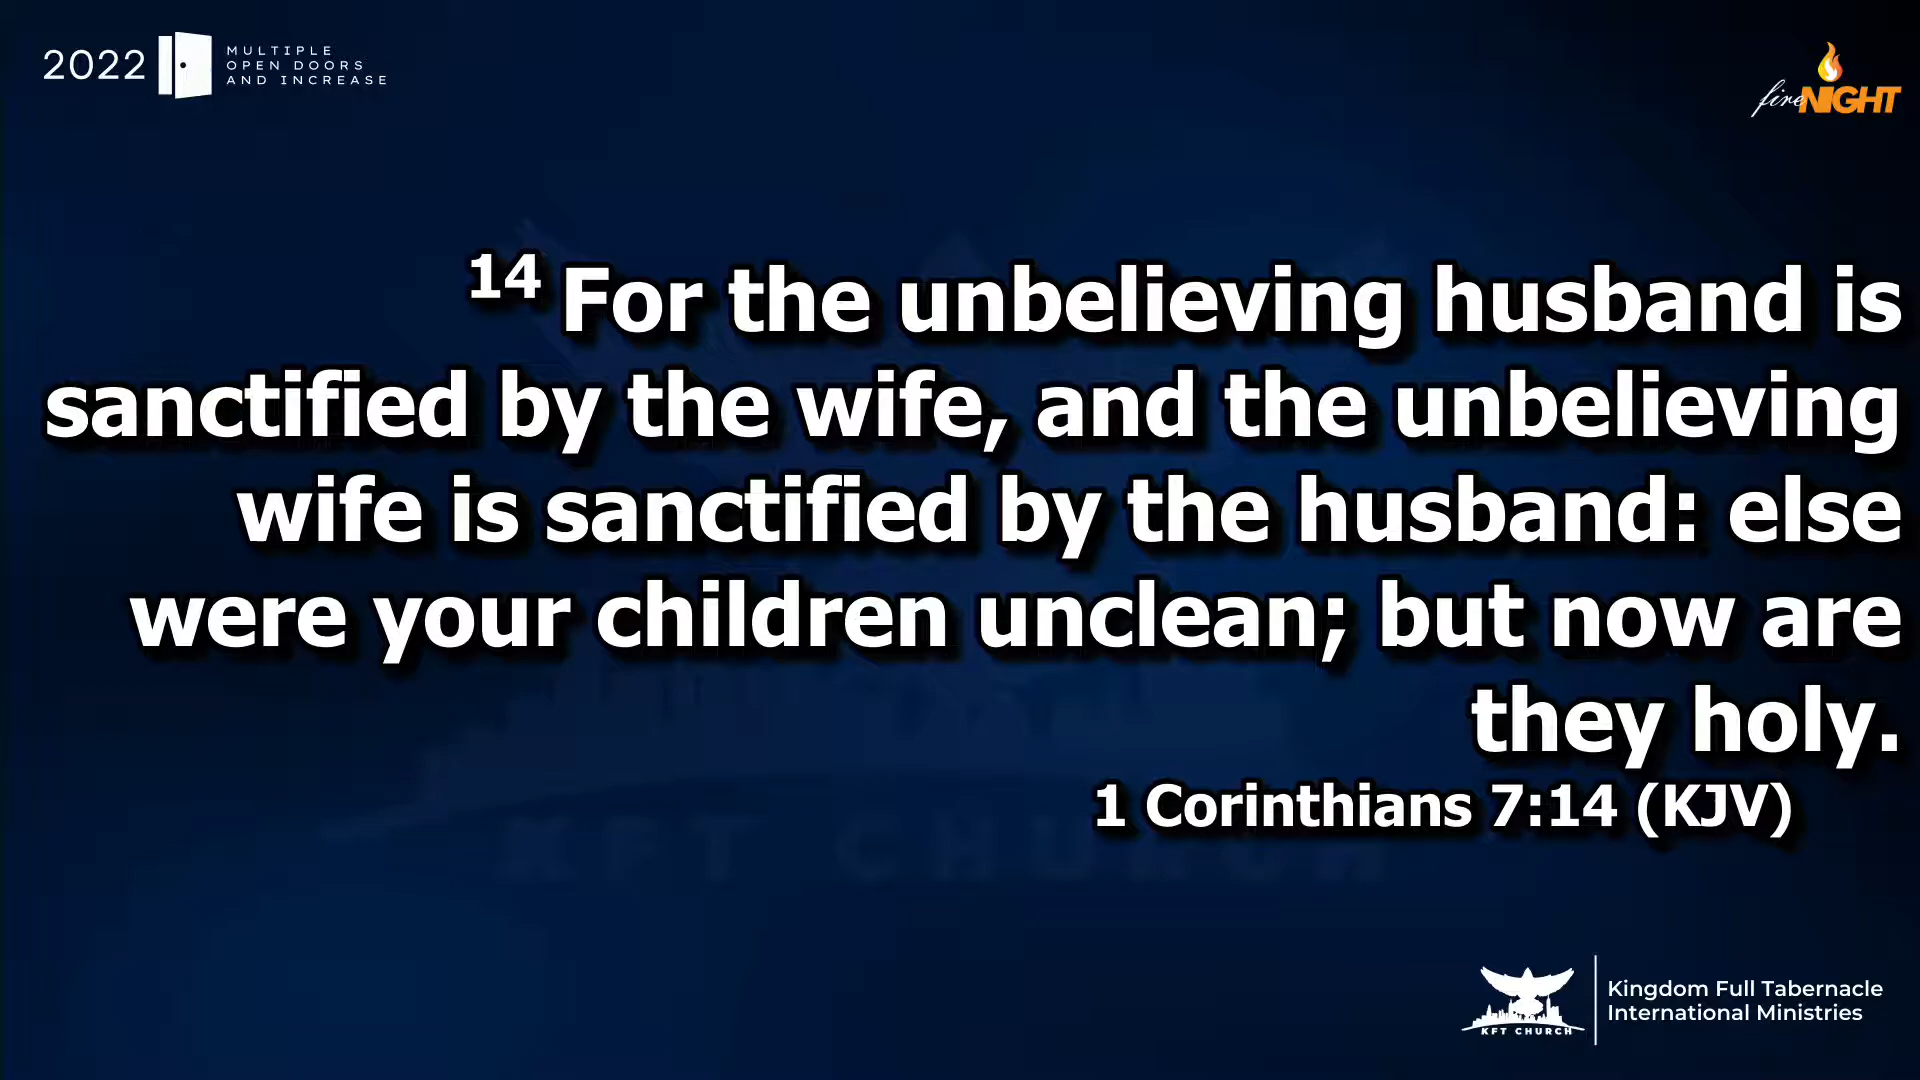 2022
MULTIPLE
OPEN DOORS
AND INCREASE
fireNIGHT
14 For the unbelieving husband is
sanctified by the wife, and the unbelieving
wife is sanctified by the husband: else
were your children unclean; but now are
they holy.
1 Corinthians 7:14 (KJV)
KFT CHURCH
KFT CHURCH
Kingdom Full Tabernacle
International Ministries